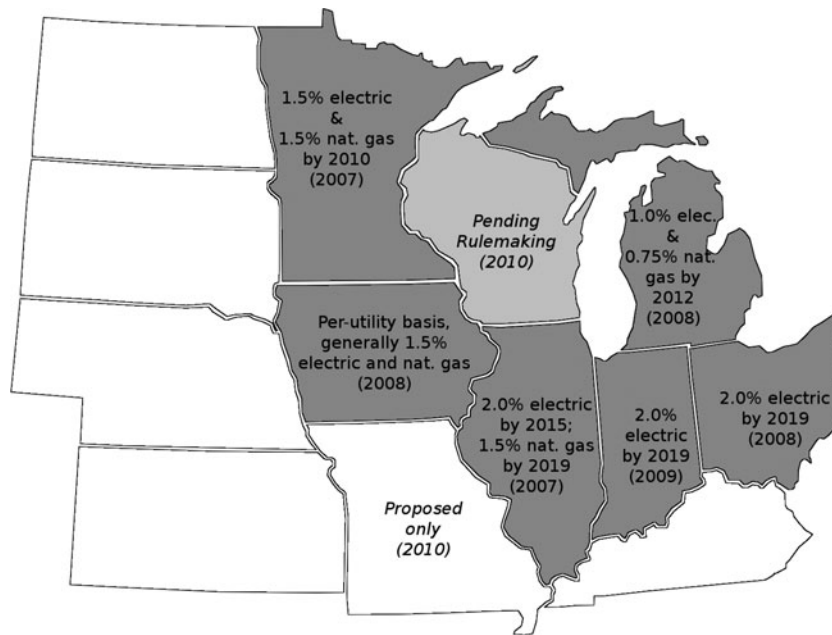 1.5% electric
&
1.5% nat. gas
by 2010
(2007)
Pending
Rulemaking
(2010)
1.0% elec.
&
0.75% nat.
gas by
2012
(2008)
Per-utility basis,
generally 1.5%
electric and nat. gas
(2008)
2.0% electric
by 2015;
1.5% nat. gas
by 2019
(2007)
2.0%
electric
by 2019
(2009)
2.0% electric
by 2019
(2008)
Proposed
only
(2010)